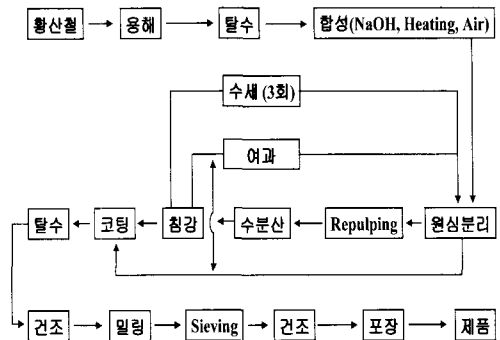 황산철 용해 탈수 합성(NaOH, Heating, Air)
수세 (3회)
여과
탈수 코팅 침강 수분산 Repulping 원심분리
건조 밀링 Sieving 건조 포장 제품